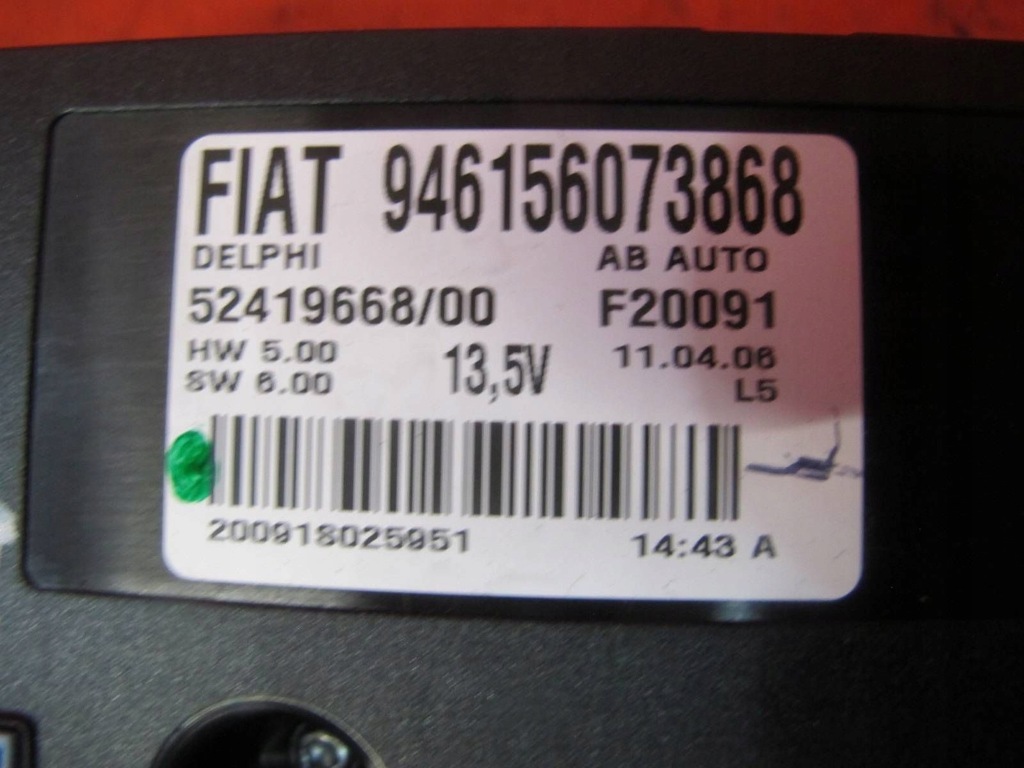 FIAT 946156073868
DELPHI AB AUTO
52419668/00 F20091
HW 5.00 13,5V 11.04.06
SW 6.00 L5
200918025951 14:43 A